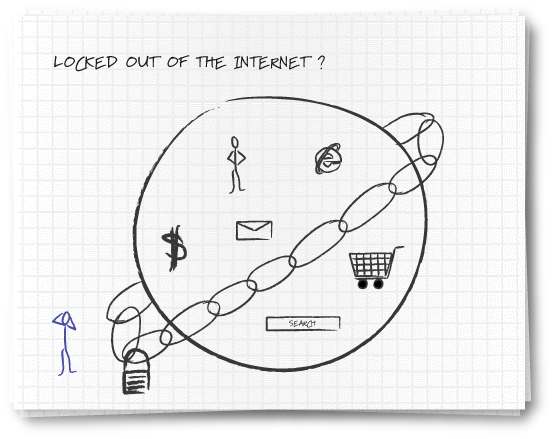 LOCKED OUT OF THE INTERNET ?
$
SEARCH